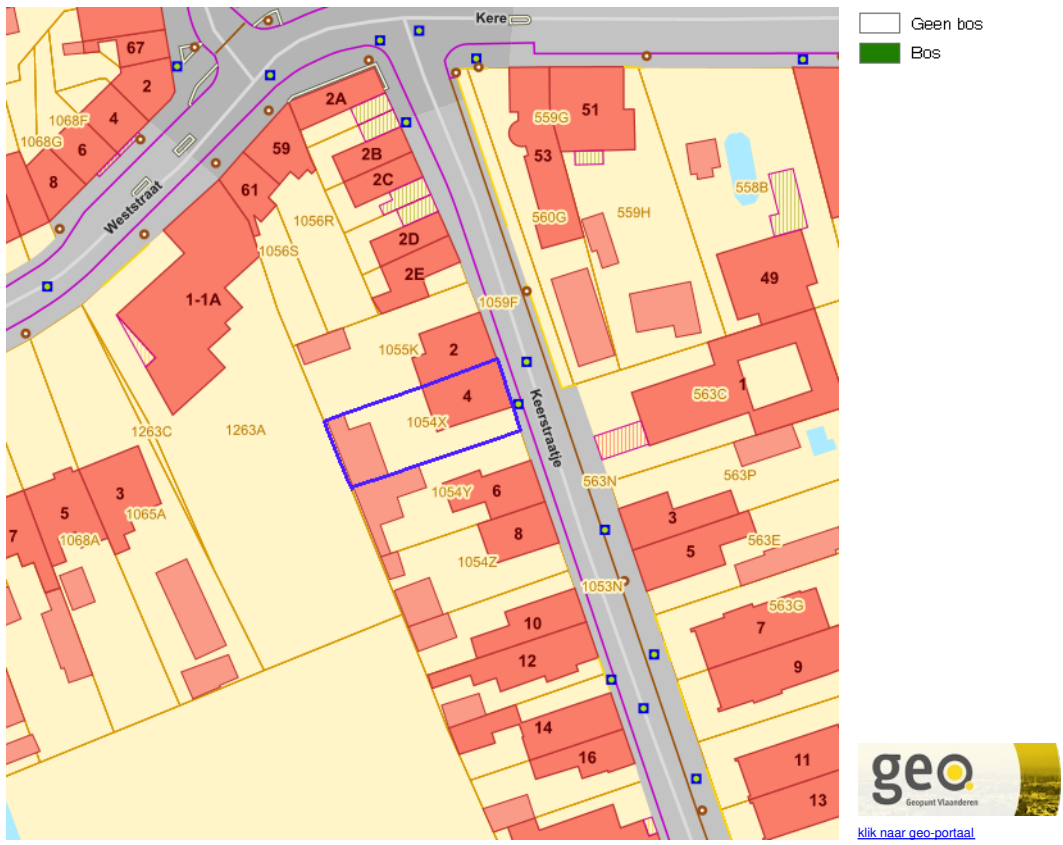 Kere
Geen bos
Bos
67
2
2A
51
1068F
4
559G
1068G
6
59
2B
53
8
61
2C
558B
Weststraat
1056R
560G
559H
2D
1056S
2E
49
1-1A
1059F
2
1055K
1
563C
4
Keerstraatje
1054X
1263C
1263A
563P
563N
3
1054Y
6
5
1065A
3
7
8
563E
1068A
5
1054Z
1053N
563G
10
7
12
9
14
16
11
13
geo.
Geopunt Vlaanderen
klik naar geo-portaal